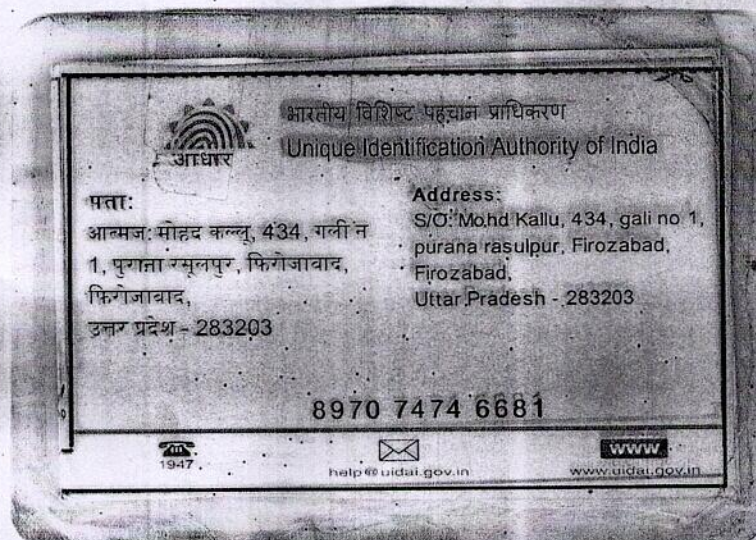 भारतीय विशिष्ट पहचान प्राधिकरण
Unique Identification Authority of India
आधार
पता:
आत्मज: मोहद कल्लू, 434, गली न
1, पुराना रसूलपुर, फिरोजाबाद,
फिरोजाबाद,
उत्तर प्रदेश - 283203
Address:
S/O: Mohd Kallu, 434, gali no 1,
purana rasulpur, Firozabad,
Firozabad,
Uttar Pradesh - 283203
8970 7474 6681
1947
help@uidai.gov.in
www
www.uidai.gov.in